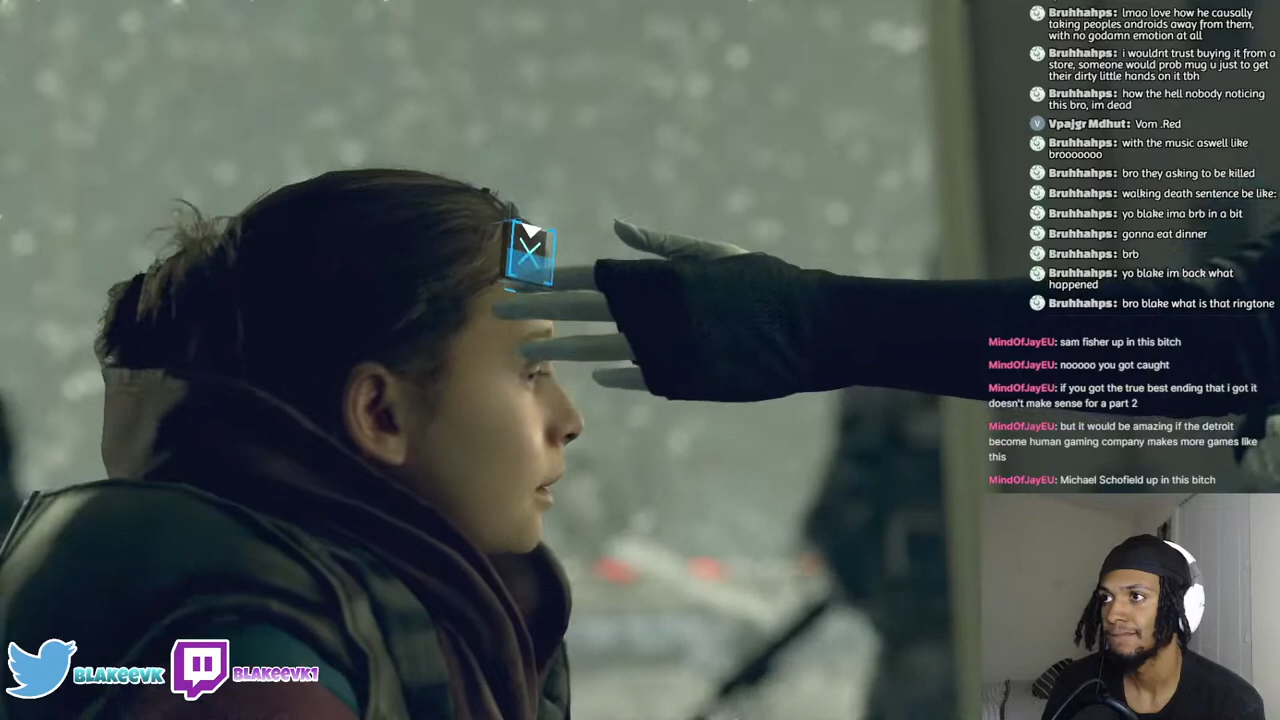 Bruhhahps: lmao love how he causally
taking peoples androids away from them,
with no godamn emotion at all
Bruhhahps: i wouldnt trust buying it from a
store, someone would prob mug u just to get
their dirty little hands on it tbh
Bruhhahps: how the hell nobody noticing
this bro, im dead
V Vpajgr Mdhut: Vom .Red
Bruhhahps: with the music aswell like
brooooooo
Bruhhahps: bro they asking to be killed
Bruhhahps: walking death sentence be like:
Bruhhahps: yo blake ima brb in a bit
Bruhhahps: gonna eat dinner
Bruhhahps: brb
Bruhhahps: yo blake im back what
happened
Bruhhahps: bro blake what is that ringtone
MindOfJayEU: sam fisher up in this bitch
MindOfJayEU: nooooo you got caught
MindOfJayEU: if you got the true best ending that i got it
doesn't make sense for a part 2
MindOfJayEU: but it would be amazing if the detroit
become human gaming company makes more games like
this
MindOfJayEU: Michael Schofield up in this bitch
X
BLAKEEVK
BLAKEEVK1